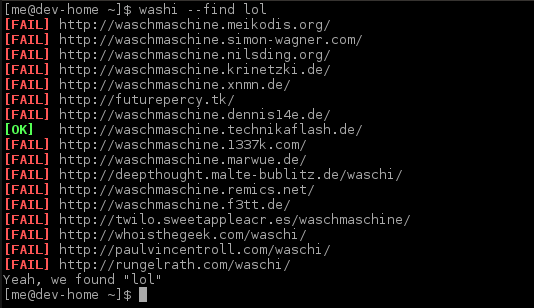 [me@dev-home ~]$ washi --find lol
[FAIL] http://waschmaschine.meikodis.org/
[FAIL] http://waschmaschine.simon-wagner.com/
[FAIL] http://waschmaschine.nilsding.org/
[FAIL] http://waschmaschine.krinetzki.de/
[FAIL] http://waschmaschine.xnmn.de/
[FAIL] http://futurepercy.tk/
[FAIL] http://waschmaschine.dennis14e.de/
[OK] http://waschmaschine.technikaflash.de/
[FAIL] http://waschmaschine.1337k.com/
[FAIL] http://waschmaschine.marwue.de/
[FAIL] http://deepthought.malte-bublitz.de/waschi/
[FAIL] http://waschmaschine.remics.net/
[FAIL] http://waschmaschine.f3tt.de/
[FAIL] http://twilo.sweetappleacr.es/waschmaschine/
[FAIL] http://whoisthegeek.com/waschi/
[FAIL] http://paulvincentroll.com/waschi/
[FAIL] http://rungelrath.com/waschi/
Yeah, we found "lol"
[me@dev-home ~]$